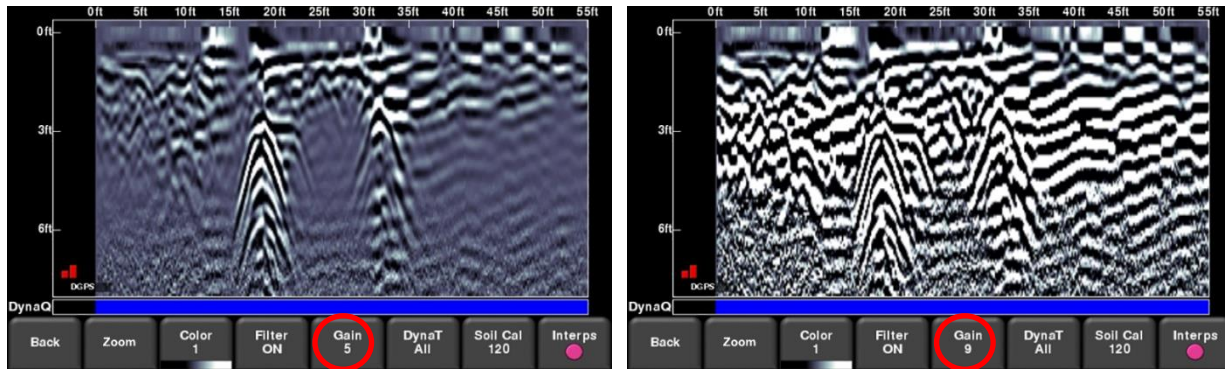 0ft 5ft 10ft 15ft 20ft 25ft 30ft 35ft 40ft 45ft 50ft 55ft
0ft
3ft
6ft
DGPS
DynaQ
Back Zoom Color 1 Filter ON Gain 5 DynaT All Soil Cal 120 Interps
0ft 5ft 10ft 15ft 20ft 25ft 30ft 35ft 40ft 45ft 50ft 55ft
0ft
3ft
6ft
DGPS
DynaQ
Back Zoom Color 1 Filter ON Gain 9 DynaT All Soil Cal 120 Interps